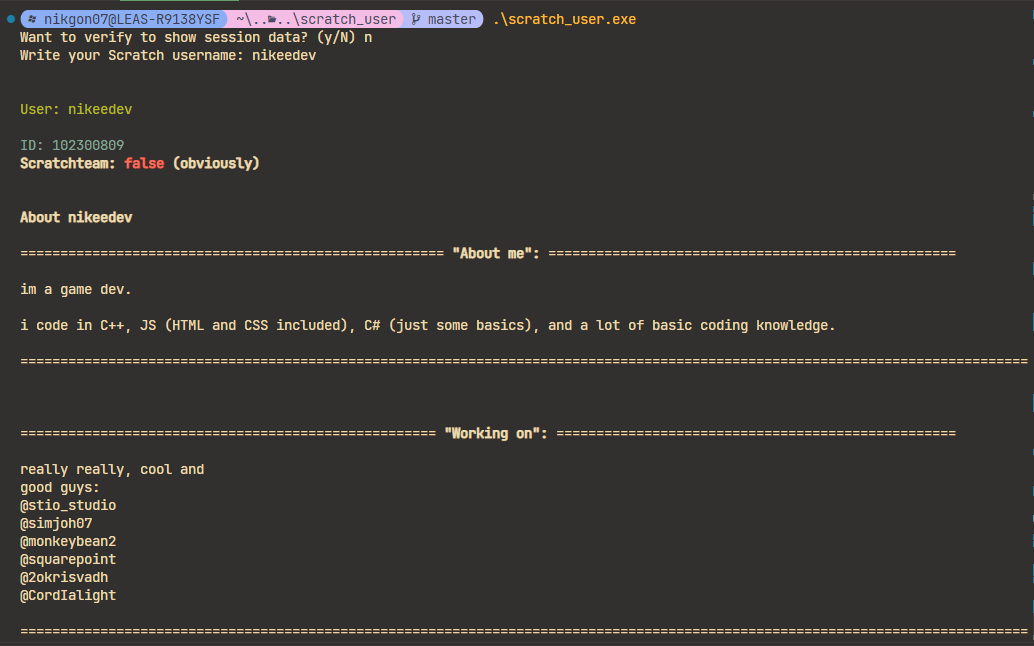 nikgon07@LEAS-R9138YSF ~\..\..\scratch_user master .\scratch_user.exe
Want to verify to show session data? (y/N) n
Write your Scratch username: nikeedev
User: nikeedev
ID: 102300809
Scratchteam: false (obviously)
About nikeedev
===================================================== "About me": ===================================================
im a game dev.
i code in C++, JS (HTML and CSS included), C# (just some basics), and a lot of basic coding knowledge.
==============================================================================================================================
==================================================== "Working on": ==================================================
really really, cool and
good guys:
@stio_studio
@simjoh07
@monkeybean2
@squarepoint
@2okrisvadh
@CordIalight
==============================================================================================================================